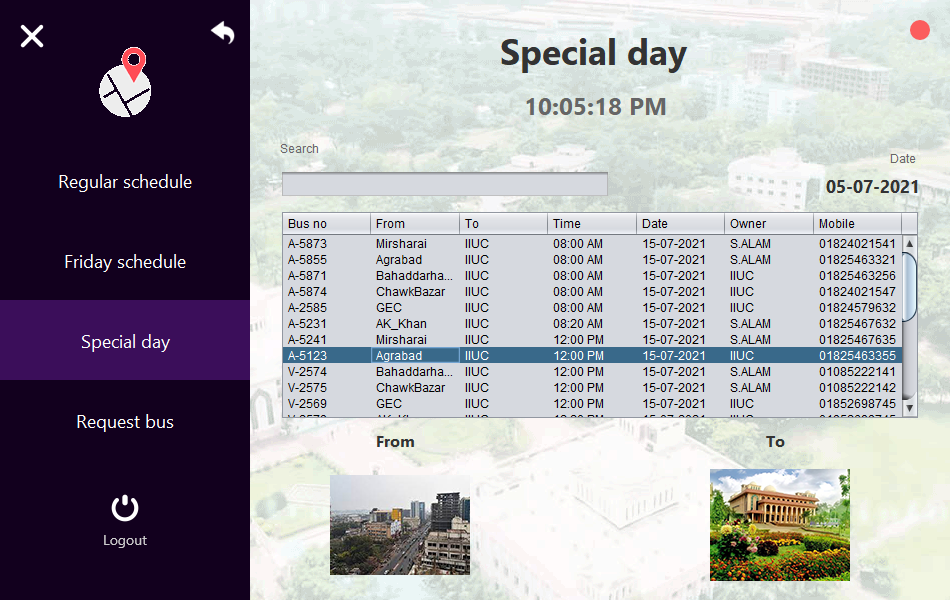 Regular schedule
Friday schedule
Special day
Request bus
Logout
Special day
10:05:18 PM
Search
Date
05-07-2021
Bus no From To Time Date Owner Mobile
A-5873 Mirsharai IIUC 08:00 AM 15-07-2021 S.ALAM 01824021541
A-5855 Agrabad IIUC 08:00 AM 15-07-2021 S.ALAM 01825463321
A-5871 Bahaddarha... IIUC 08:00 AM 15-07-2021 IIUC 01825463256
A-5874 ChawkBazar IIUC 08:00 AM 15-07-2021 IIUC 01824021547
A-2585 GEC IIUC 08:00 AM 15-07-2021 IIUC 01824579632
A-5231 AK_Khan IIUC 08:20 AM 15-07-2021 S.ALAM 01825467632
A-5241 Mirsharai IIUC 12:00 PM 15-07-2021 S.ALAM 01825467635
A-5123 Agrabad IIUC 12:00 PM 15-07-2021 IIUC 01825463355
V-2574 Bahaddarha... IIUC 12:00 PM 15-07-2021 S.ALAM 01085222141
V-2575 ChawkBazar IIUC 12:00 PM 15-07-2021 S.ALAM 01085222142
V-2569 GEC IIUC 12:00 PM 15-07-2021 IIUC 01852698745
From
To